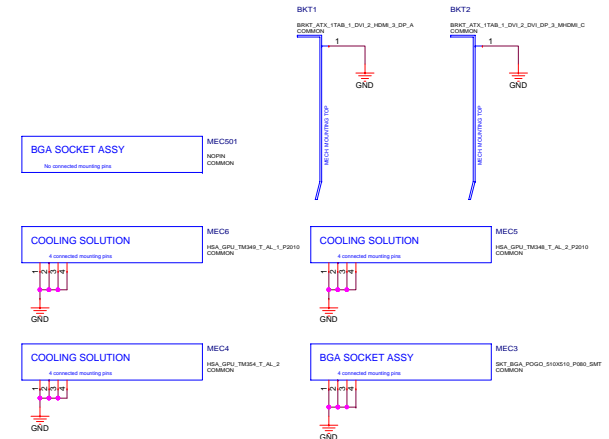 BKT1
BRKT_ATX_1TAB_1_DVI_2_HDMI_3_DP_A
COMMON
1
GND
MECH MOUNTING TOP
BKT2
BRKT_ATX_1TAB_1_DVI_2_DVI_DP_3_MHDMI_C
COMMON
1
GND
MECH MOUNTING TOP
BGA SOCKET ASSY
No connected mounting pins
MEC501
NOPIN
COMMON
COOLING SOLUTION
4 connected mounting pins
MEC6
HSA_GPU_TM349_T_AL_1_P2010
COMMON
1 2 3 4
GND
COOLING SOLUTION
4 connected mounting pins
MEC5
HSA_GPU_TM348_T_AL_2_P2010
COMMON
1 2 3 4
GND
COOLING SOLUTION
4 connected mounting pins
MEC4
HSA_GPU_TM354_T_AL_2
COMMON
1 2 3 4
GND
BGA SOCKET ASSY
4 connected mounting pins
MEC3
SKT_BGA_POGO_510X510_P080_SMT
COMMON
1 2 3 4
GND